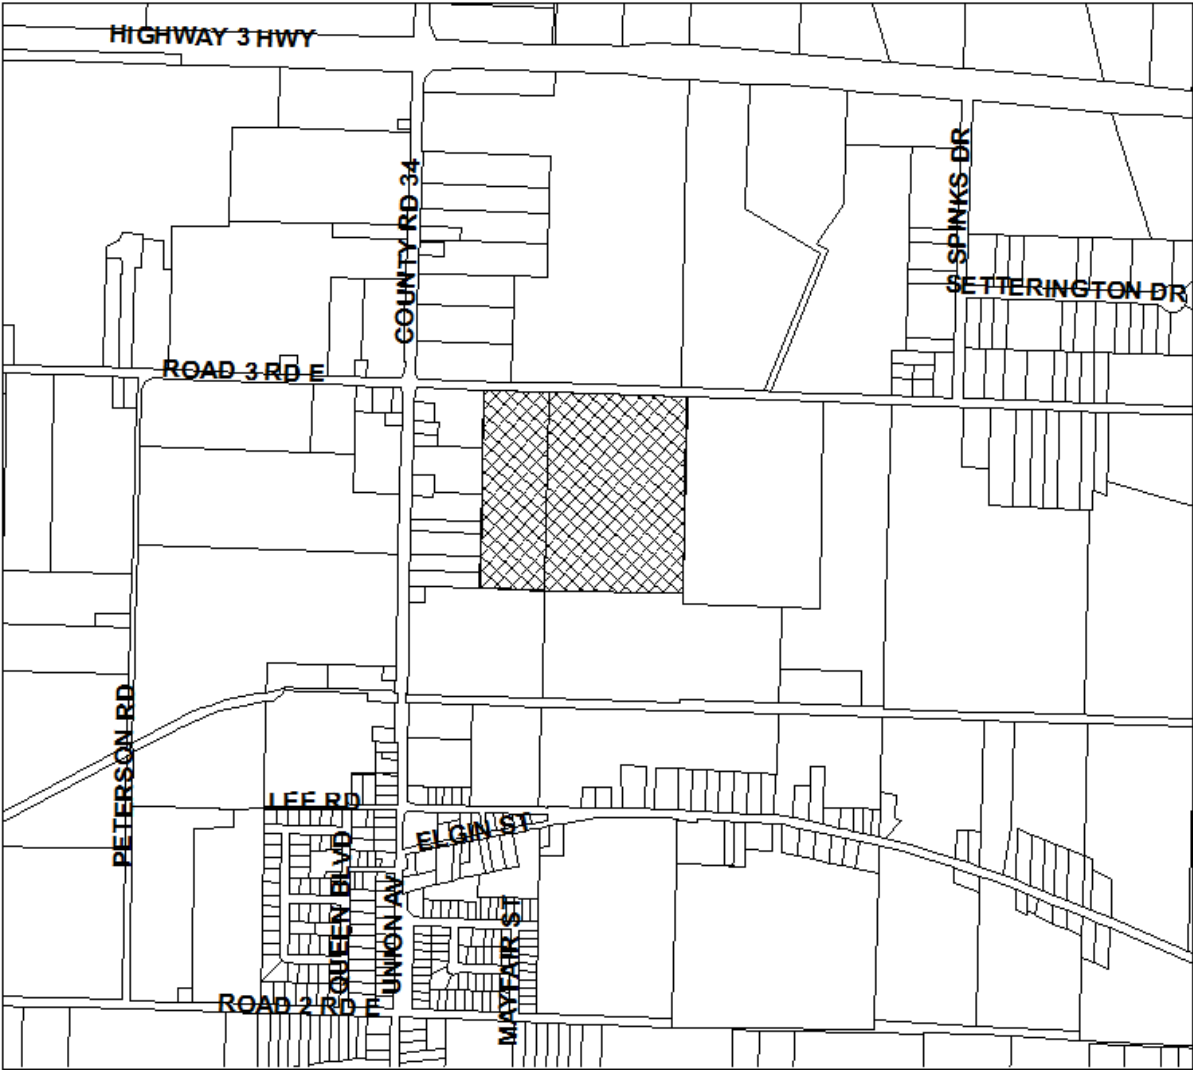 HIGHWAY 3 HWY
COUNTY RD 34
SPINKS DR
SETTERINGTON DR
ROAD 3 RD E
PETERSON RD
LEE RD
ELGIN ST
QUEEN BLVD
UNION AV
MAYFAIR ST
ROAD 2 RD E